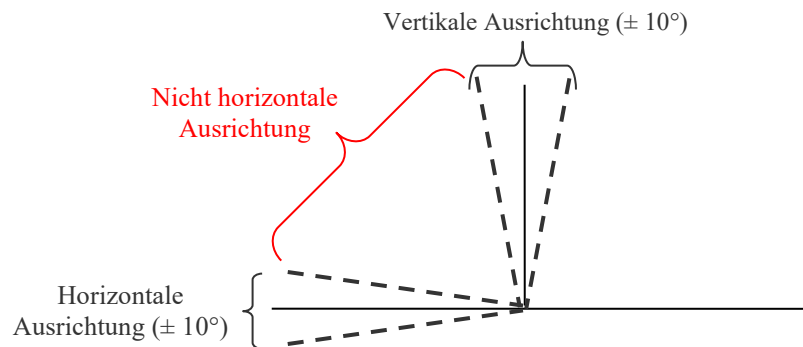 Vertikale Ausrichtung (± 10°)
Nicht horizontale
Ausrichtung
Horizontale
Ausrichtung (± 10°)